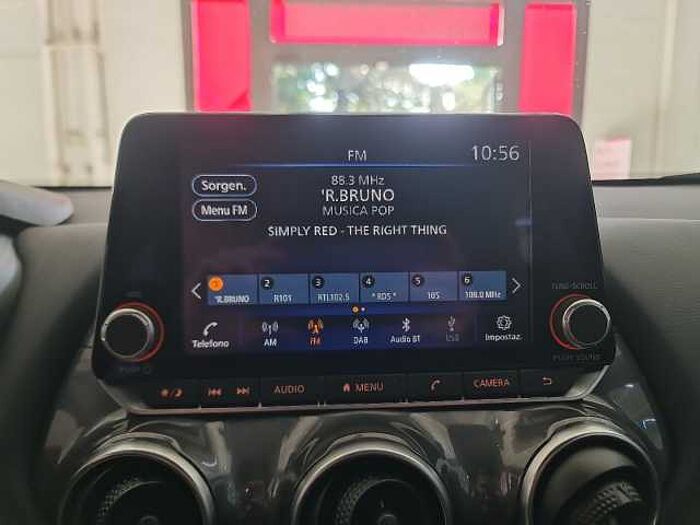 FM
10:56
Sorgen.
88.3 MHz
'R.BRUNO
Menu FM
MUSICA POP
SIMPLY RED - THE RIGHT THING
1 2 3 4 5 6
'R.BRUNO R101 RTL102.5 * RDS * 105 108.0 MHz
Telefono AM FM DAB Audio BT USB Impostaz.
TUNE·SCROLL
PUSH SOUND
AUDIO MENU CAMERA